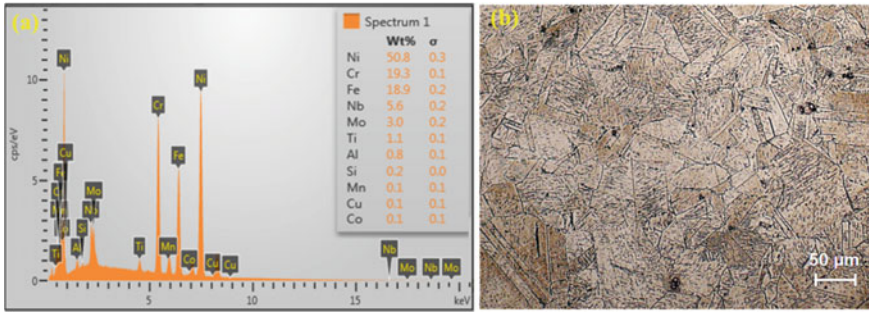 (a)
Spectrum 1
Wt% σ
Ni 50.8 0.3
Cr 19.3 0.1
Fe 18.9 0.2
Nb 5.6 0.2
Mo 3.0 0.2
Ti 1.1 0.1
Al 0.8 0.1
Si 0.2 0.0
Mn 0.1 0.1
Cu 0.1 0.1
Co 0.1 0.1
cps/eV
10
5
0
Ni
Cu
Fe
Mo
Nb
Si
Al
Ti
Cr
Ti
Mn
Fe
Co
Ni
Cu
Cu
Nb
Mo
Nb
Mo
5
10
15
keV
(b)
50 μm